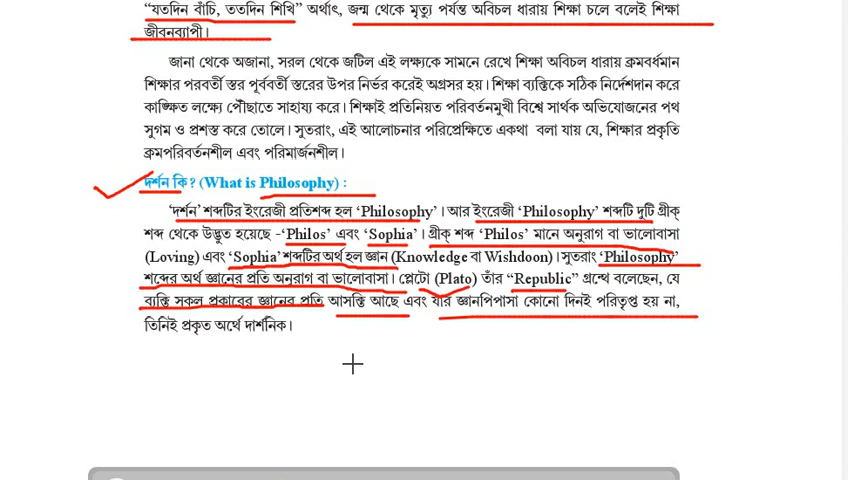 “যতদিন বাঁচি, ততদিন শিখি” অর্থাৎ, জন্ম থেকে মৃত্যু পর্যন্ত অবিচল ধারায় শিক্ষা চলে বলেই শিক্ষা
জীবনব্যাপী।
জানা থেকে অজানা, সরল থেকে জটিল এই লক্ষ্যকে সামনে রেখে শিক্ষা অবিচল ধারায় ক্রমবর্ধমান
শিক্ষার পরবর্তী স্তর পূর্ববর্তী স্তরের উপর নির্ভর করেই অগ্রসর হয়। শিক্ষা ব্যক্তিকে সঠিক নির্দেশদান করে
কাঙ্ক্ষিত লক্ষ্যে পৌঁছাতে সাহায্য করে। শিক্ষাই প্রতিনিয়ত পরিবর্তনমুখী বিশ্বে সার্থক অভিযোজনের পথ
সুগম ও প্রশস্ত করে তোলে। সুতরাং, এই আলোচনার পরিপ্রেক্ষিতে একথা বলা যায় যে, শিক্ষার প্রকৃতি
ক্রমপরিবর্তনশীল এবং পরিমার্জনশীল।
দর্শন কি? (What is Philosophy) :
‘দর্শন’ শব্দটির ইংরেজী প্রতিশব্দ হল ‘Philosophy’। আর ইংরেজী ‘Philosophy’ শব্দটি দুটি গ্রীক্
শব্দ থেকে উদ্ভূত হয়েছে -‘Philos’ এবং ‘Sophia’। গ্রীক্ শব্দ ‘Philos’ মানে অনুরাগ বা ভালোবাসা
(Loving) এবং ‘Sophia’ শব্দটির অর্থ হল জ্ঞান (Knowledge বা Wishdoon)। সুতরাং ‘Philosophy’
শব্দের অর্থ জ্ঞানের প্রতি অনুরাগ বা ভালোবাসা। প্লেটো (Plato) তাঁর “Republic” গ্রন্থে বলেছেন, যে
ব্যক্তি সকল প্রকারের জ্ঞানের প্রতি আসক্তি আছে এবং যার জ্ঞানপিপাসা কোনো দিনই পরিতৃপ্ত হয় না,
তিনিই প্রকৃত অর্থে দার্শনিক।